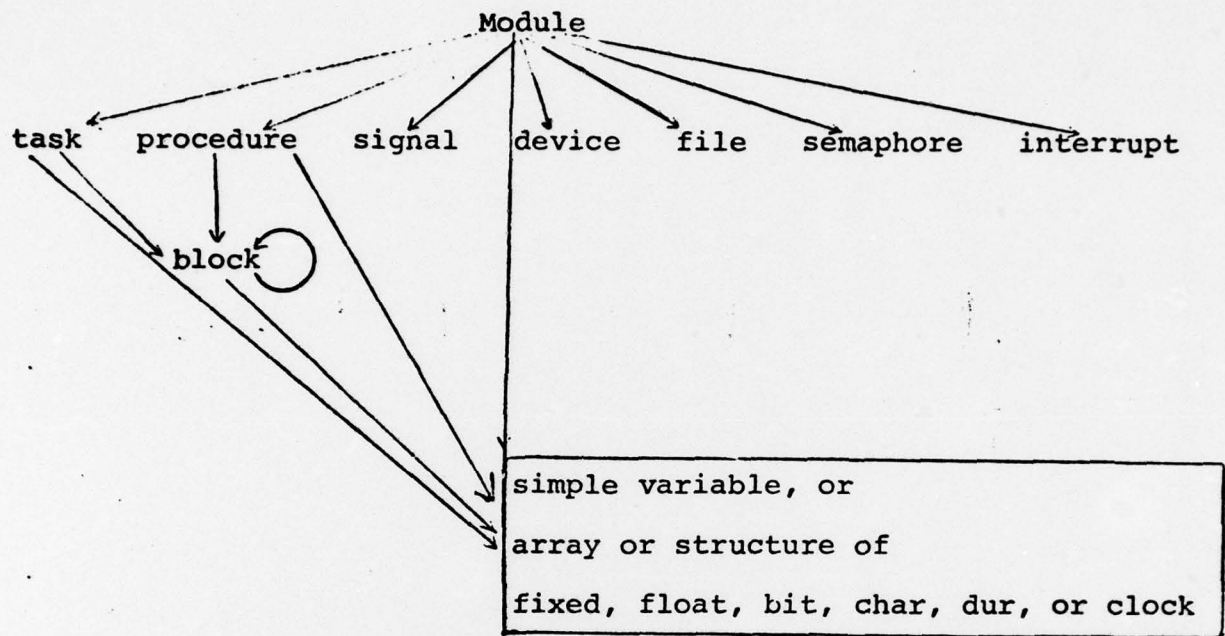 Module
task procedure signal device file semaphore interrupt
block
simple variable, or
array or structure of
fixed, float, bit, char, dur, or clock